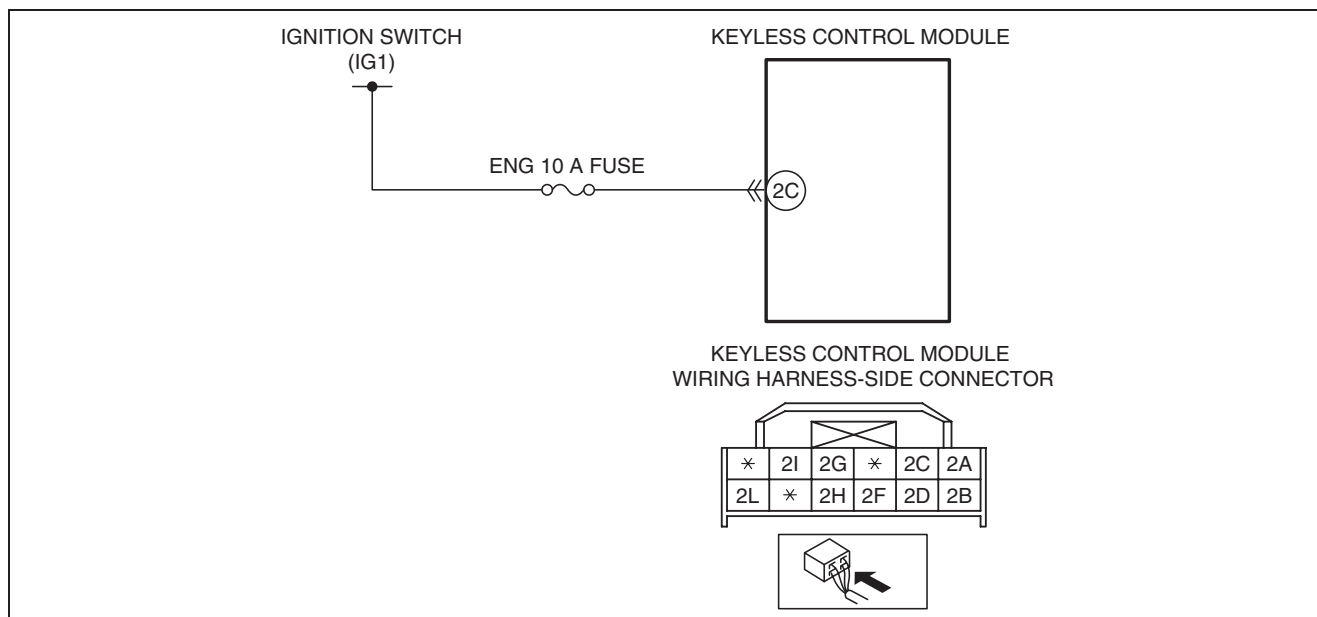 IGNITION SWITCH
(IG1)
KEYLESS CONTROL MODULE
ENG 10 A FUSE
2C
KEYLESS CONTROL MODULE
WIRING HARNESS-SIDE CONNECTOR
* 2I 2G * 2C 2A
2L * 2H 2F 2D 2B